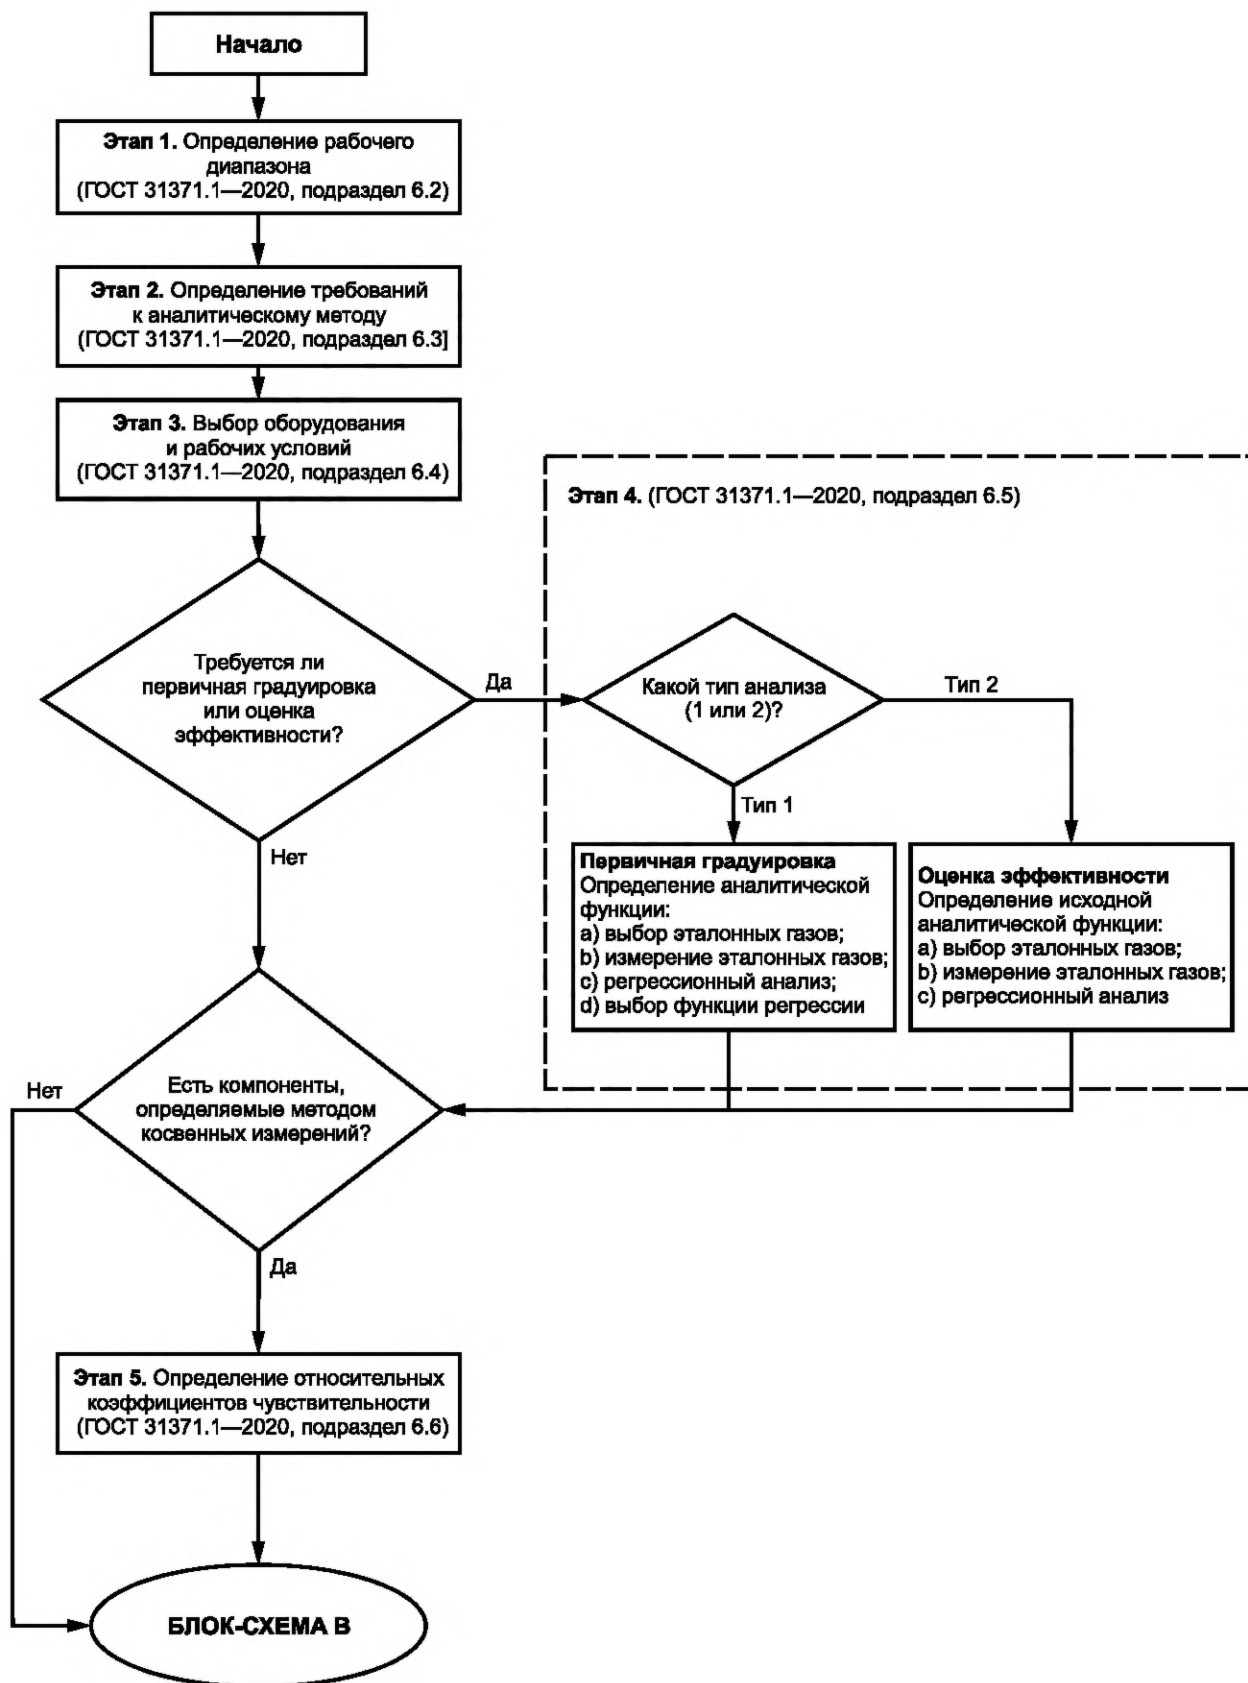 Начало
Этап 1. Определение рабочего
диапазона
(ГОСТ 31371.1—2020, подраздел 6.2)
Этап 2. Определение требований
к аналитическому методу
(ГОСТ 31371.1—2020, подраздел 6.3]
Этап 3. Выбор оборудования
и рабочих условий
(ГОСТ 31371.1—2020, подраздел 6.4)
Этап 4. (ГОСТ 31371.1—2020, подраздел 6.5)
Требуется ли
первичная градуировка
или оценка
эффективности?
Да
Какой тип анализа
(1 или 2)?
Тип 2
Тип 1
Нет
Первичная градуировка
Определение аналитической
функции:
a) выбор эталонных газов;
b) измерение эталонных газов;
c) регрессионный анализ;
d) выбор функции регрессии
Оценка эффективности
Определение исходной
аналитической функции:
a) выбор эталонных газов;
b) измерение эталонных газов;
c) регрессионный анализ
Нет
Есть компоненты,
определяемые методом
косвенных измерений?
Да
Этап 5. Определение относительных
коэффициентов чувствительности
(ГОСТ 31371.1—2020, подраздел 6.6)
БЛОК-СХЕМА В